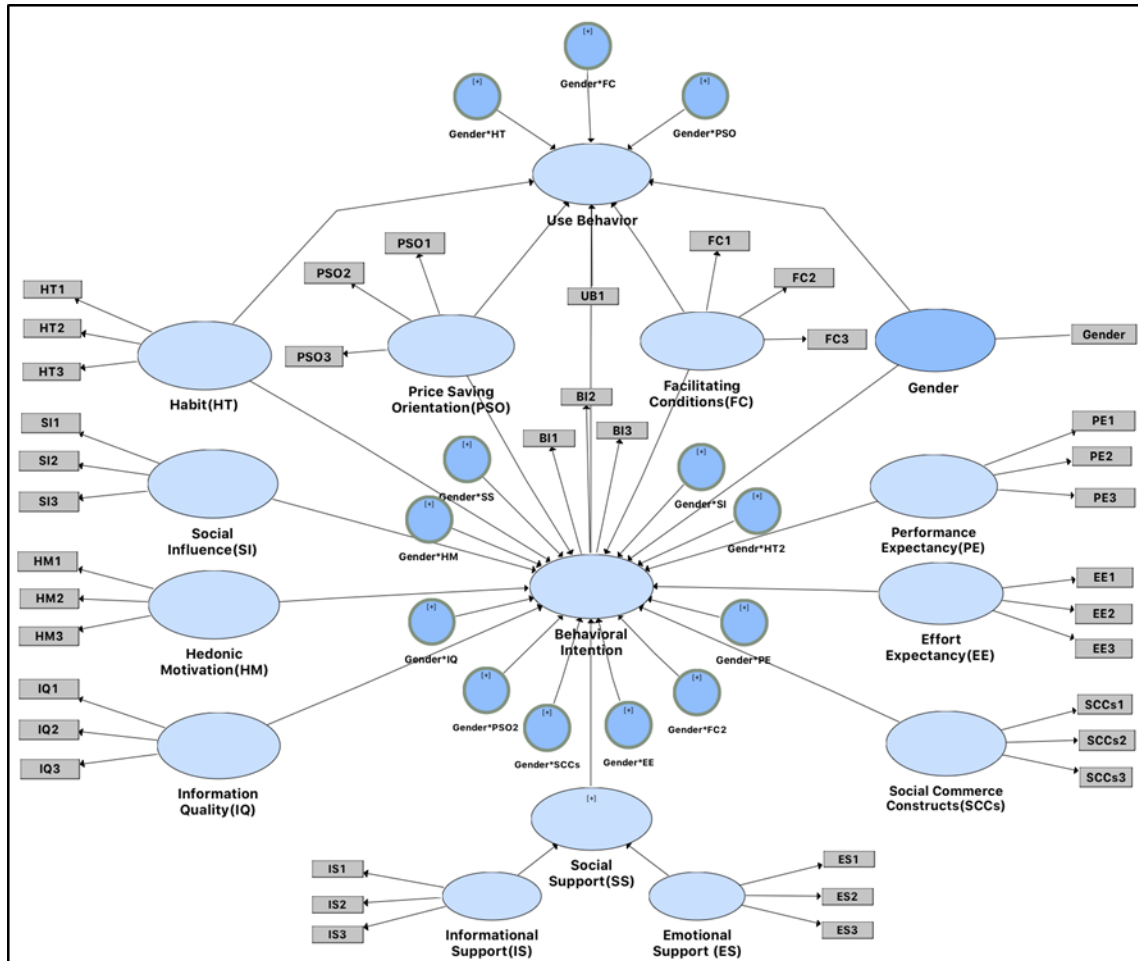 [+]
Gender*FC
[+]
Gender*HT
[+]
Gender*PSO
Use Behavior
PSO1
PSO2
PSO3
FC1
FC2
FC3
UB1
HT1
HT2
HT3
Habit(HT)
Price Saving
Orientation(PSO)
Facilitating
Conditions(FC)
Gender
Gender
BI1
BI2
BI3
SI1
SI2
SI3
Social
Influence(SI)
[+]
Gender*SS
[+]
Gender*HM
[+]
Gender*SI
[+]
Gendr*HT2
PE1
PE2
PE3
Performance
Expectancy(PE)
HM1
HM2
HM3
Hedonic
Motivation(HM)
Behavioral
Intention
[+]
Gender*IQ
[+]
Gender*PE
EE1
EE2
EE3
Effort
Expectancy(EE)
[+]
Gender*PSO2
[+]
Gender*SCCs
[+]
Gender*EE
[+]
Gender*FC2
IQ1
IQ2
IQ3
Information
Quality(IQ)
SCCs1
SCCs2
SCCs3
Social Commerce
Constructs(SCCs)
[+]
Social
Support(SS)
IS1
IS2
IS3
Informational
Support(IS)
ES1
ES2
ES3
Emotional
Support (ES)